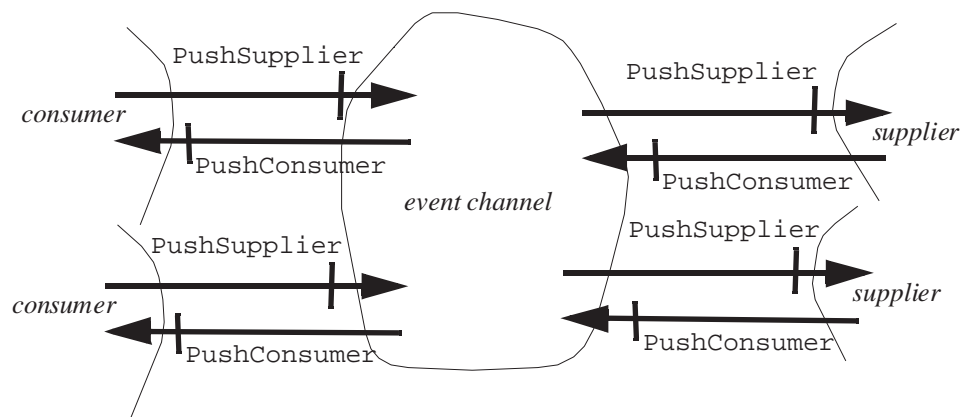 PushSupplier
consumer
PushConsumer
PushSupplier
consumer
PushConsumer
event channel
PushSupplier
supplier
PushConsumer
PushSupplier
supplier
PushConsumer